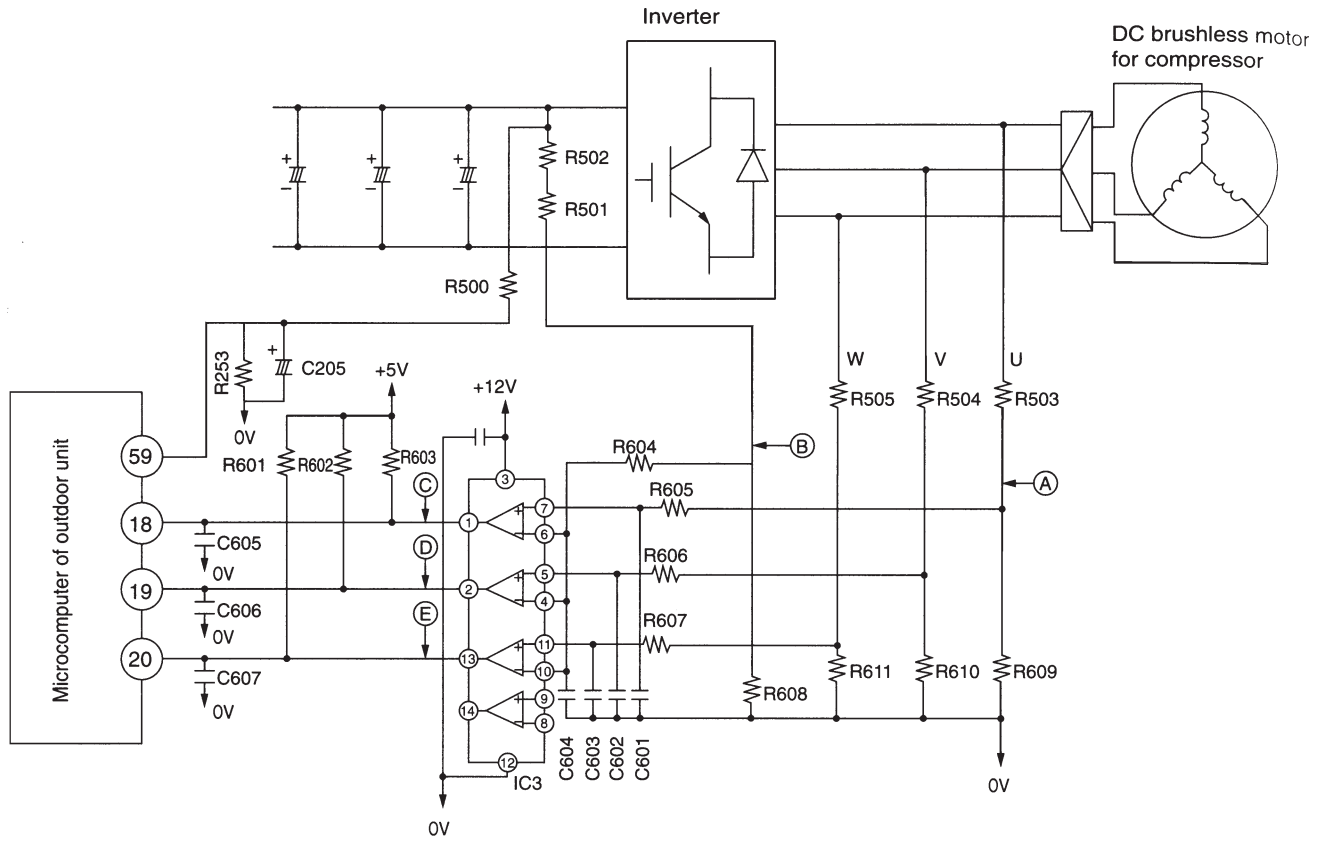 Inverter
DC brushless motor
for compressor
+
−
+
−
+
−
R502
R501
R500
R253
+
C205
0V
+5V
+12V
W
V
U
R505
R504
R503
Microcomputer of outdoor unit
59
18
19
20
R601
R602
R603
R604
R605
R606
R607
A
B
C
D
E
C605
0V
C606
0V
C607
0V
3
1
7
+
−
6
2
5
+
−
4
13
11
+
−
10
14
9
+
−
8
12
IC3
0V
C604
C603
C602
C601
R608
R611
R610
R609
0V